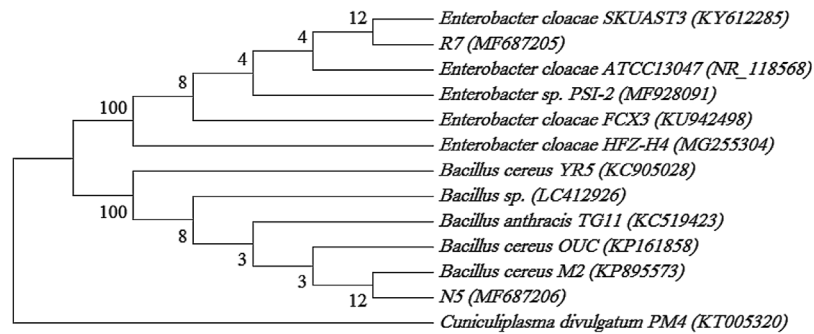 12
Enterobacter cloacae SKUAST3 (KY612285)
4
R7 (MF687205)
4
Enterobacter cloacae ATCC13047 (NR_118568)
8
Enterobacter sp. PSI-2 (MF928091)
100
Enterobacter cloacae FCX3 (KU942498)
Enterobacter cloacae HFZ-H4 (MG255304)
Bacillus cereus YR5 (KC905028)
100
Bacillus sp. (LC412926)
8
Bacillus anthracis TG11 (KC519423)
3
Bacillus cereus OUC (KP161858)
3
Bacillus cereus M2 (KP895573)
12
N5 (MF687206)
Cuniculiplasma divulgatum PM4 (KT005320)